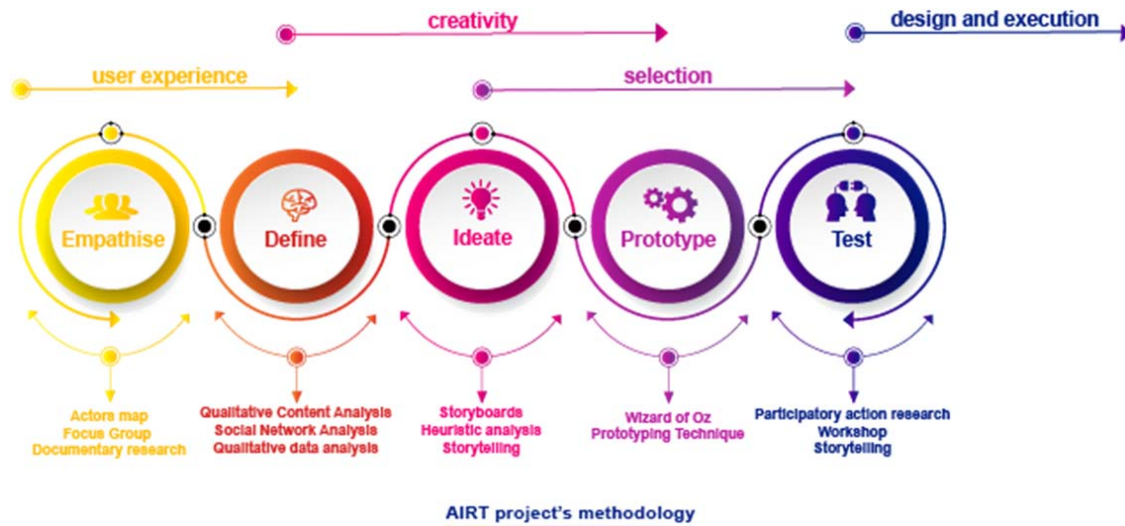 creativity
design and execution
user experience
selection
Empathise
Define
Ideate
Prototype
Test
Actors map
Focus Group
Documentary research
Qualitative Content Analysis
Social Network Analysis
Qualitative data analysis
Storyboards
Heuristic analysis
Storytelling
Wizard of Oz
Prototyping Technique
Participatory action research
Workshop
Storytelling
AIRT project's methodology